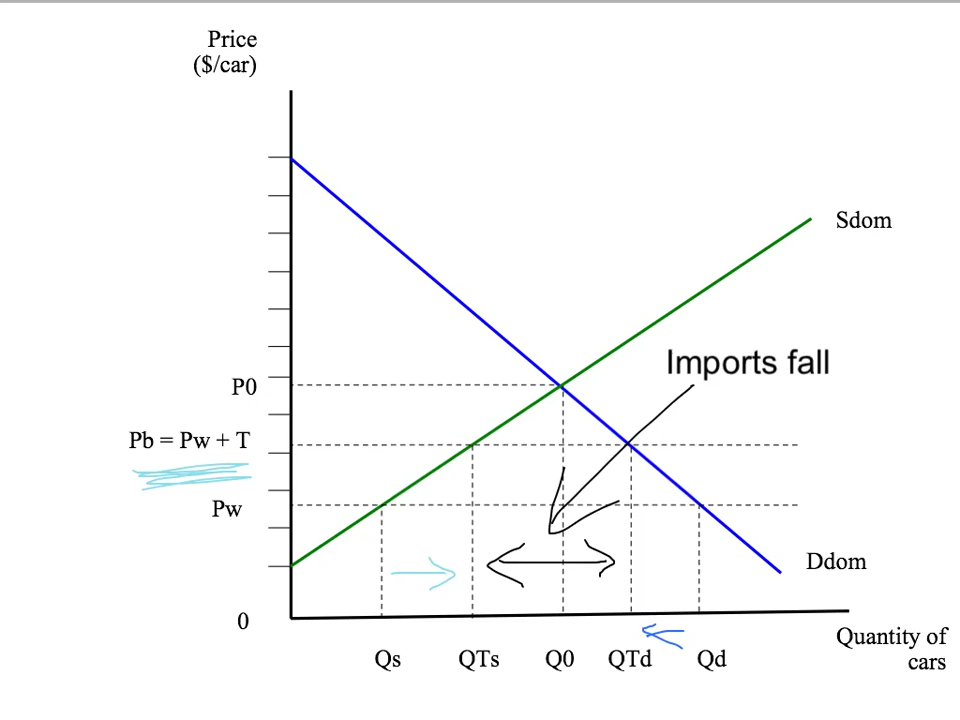 Price
($/car)
Sdom
Imports fall
P0
Pb = Pw + T
Pw
Ddom
0
Quantity of
cars
Qs
QTs
Q0
QTd
Qd